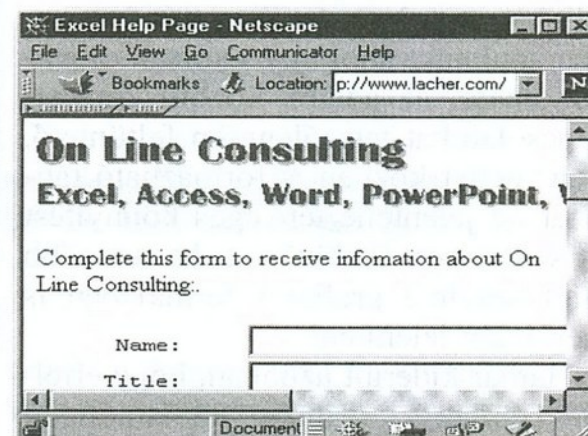 Excel Help Page - Netscape
File Edit View Go Communicator Help
Bookmarks Location: p://www.lacher.com/
On Line Consulting
Excel, Access, Word, PowerPoint,
Complete this form to receive infomation about On
Line Consulting:.
Name:
Title:
Document